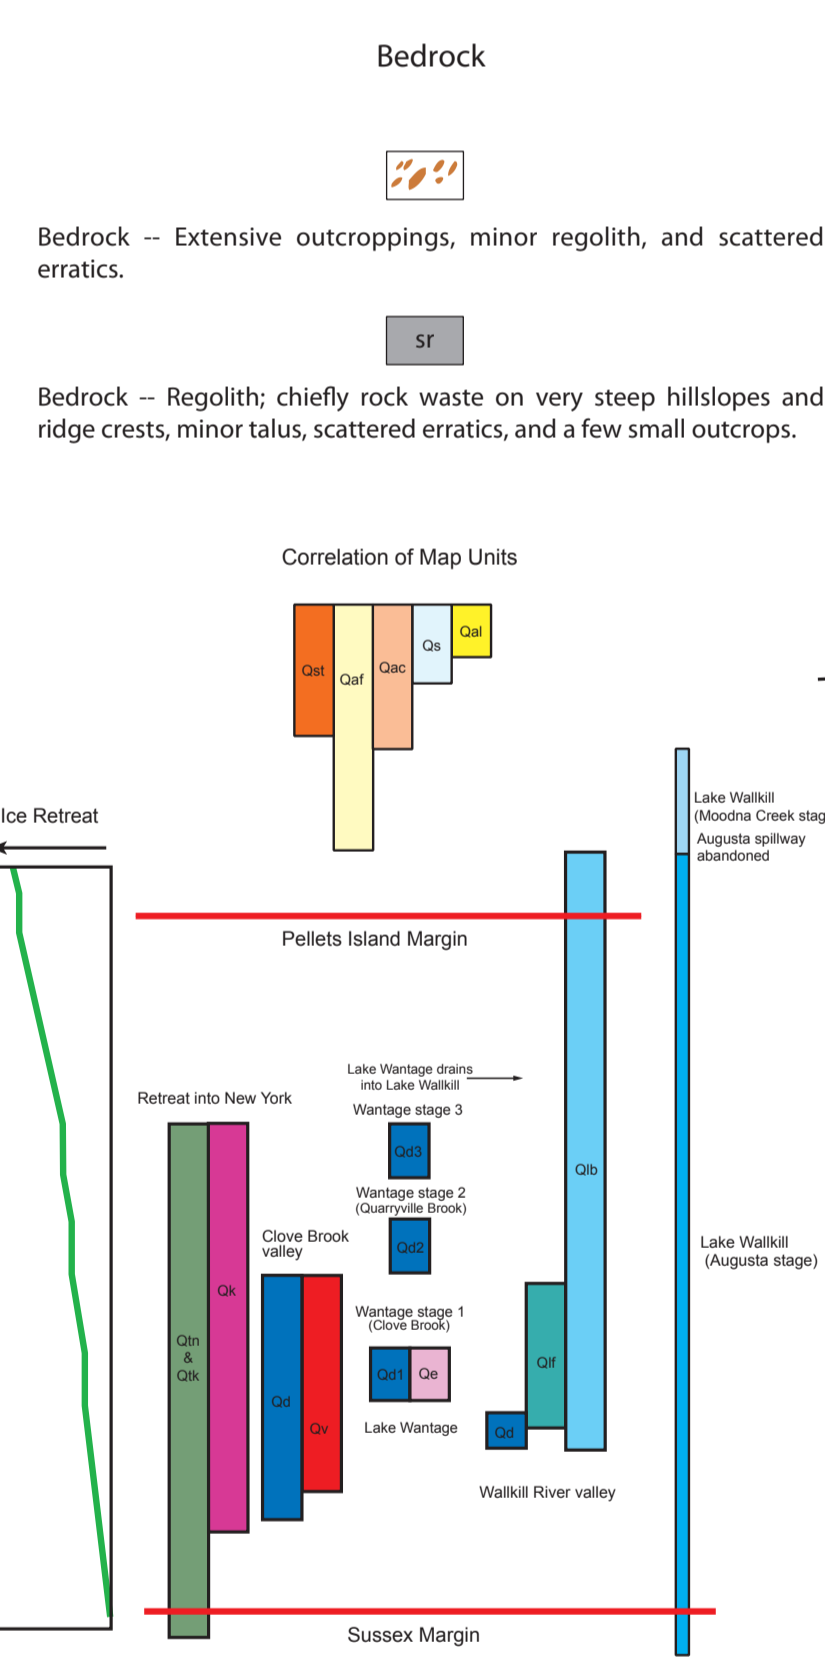 Bedrock
Bedrock -- Extensive outcroppings, minor regolith, and scattered
erratics.
sr
Bedrock -- Regolith; chiefly rock waste on very steep hillslopes and
ridge crests, minor talus, scattered erratics, and a few small outcrops.
Correlation of Map Units
Qst
Qaf
Qac
Qs
Qal
Ice Retreat
Lake Wallkill
(Moodna Creek stag
Augusta spillway
abandoned
Pellets Island Margin
Lake Wantage drains
into Lake Wallkill
Retreat into New York
Wantage stage 3
Qd3
Qlb
Wantage stage 2
(Quarryville Brook)
Clove Brook
valley
Qd2
Lake Wallkill
(Augusta stage)
Qk
Wantage stage 1
(Clove Brook)
Qtn
&
Qtk
Qd1
Qe
Qlf
Qd
Qv
Lake Wantage
Qd
Wallkill River valley
Sussex Margin